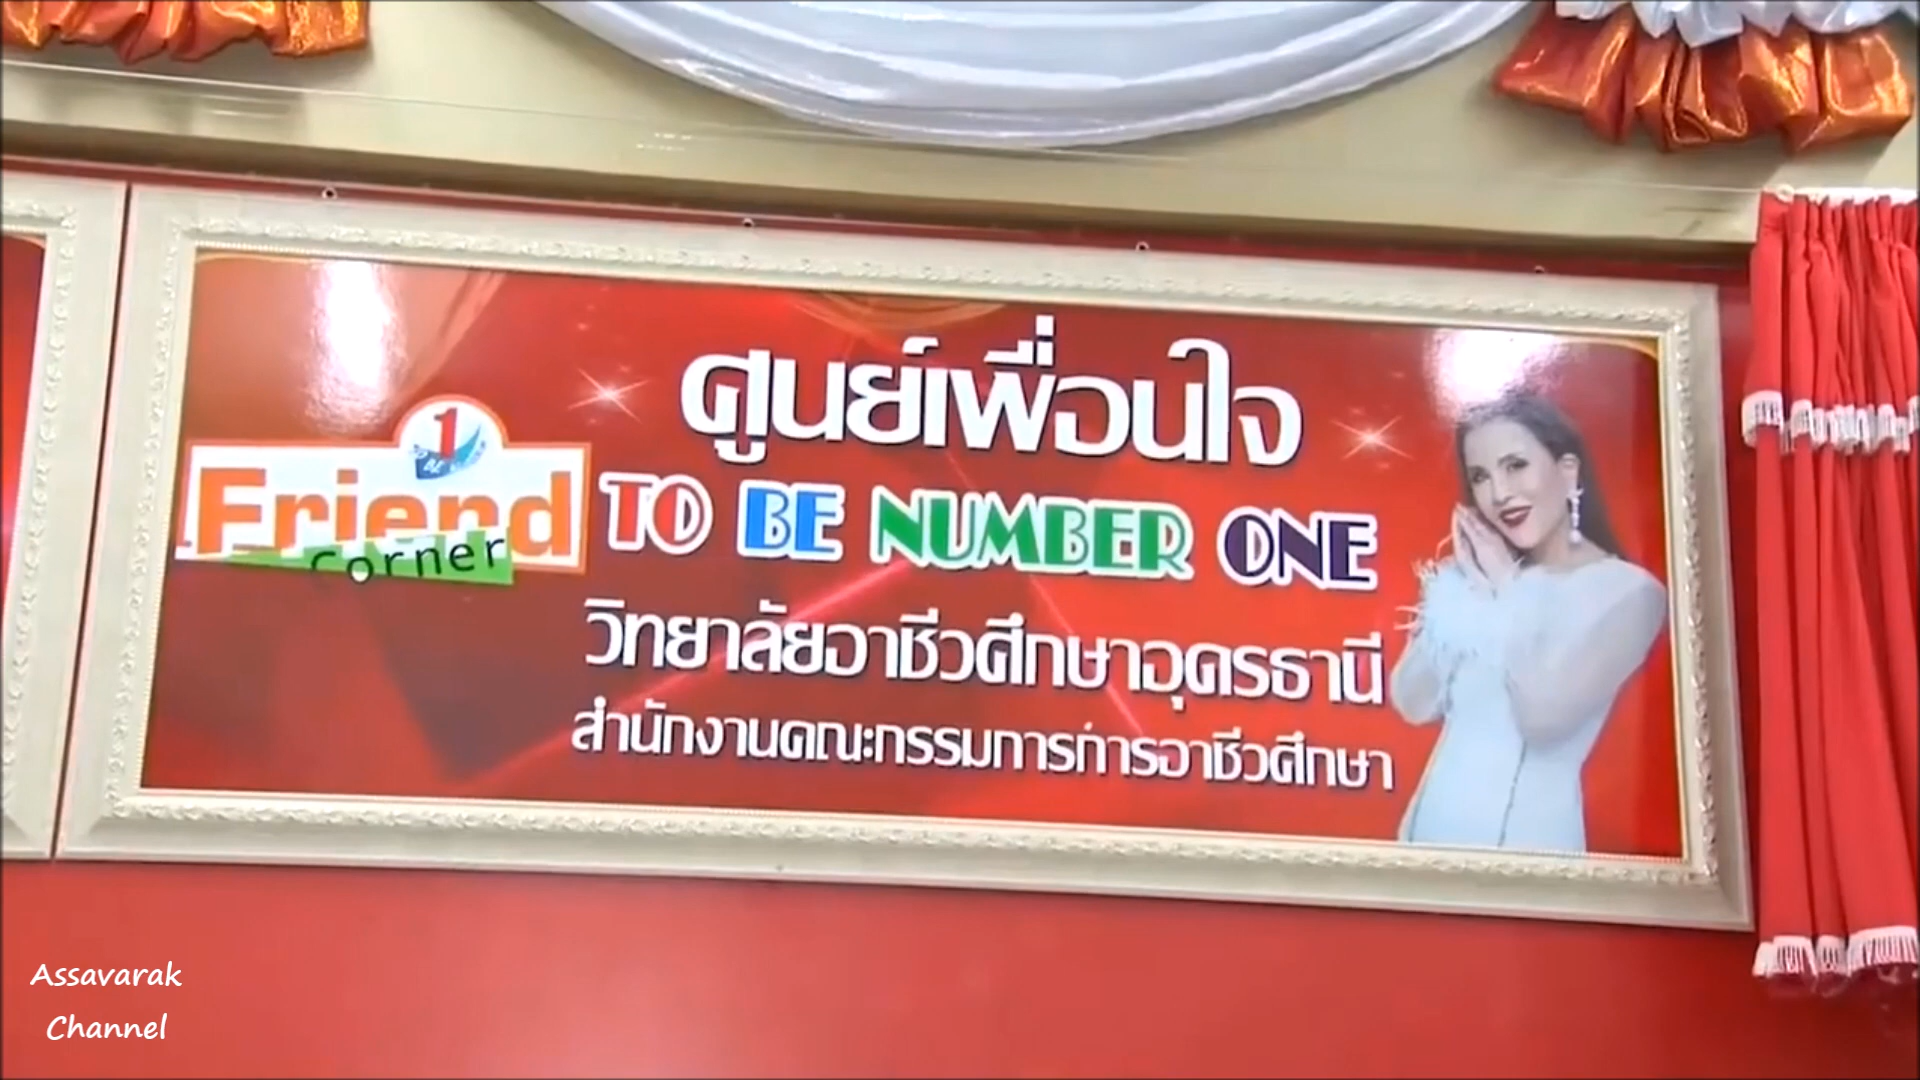 ศูนย์เพื่อนใจ
1
TO BE
Friend
Corner
TO BE NUMBER ONE
วิทยาลัยอาชีวศึกษาอุดรธานี
สำนักงานคณะกรรมการการอาชีวศึกษา
Assavarak
Channel